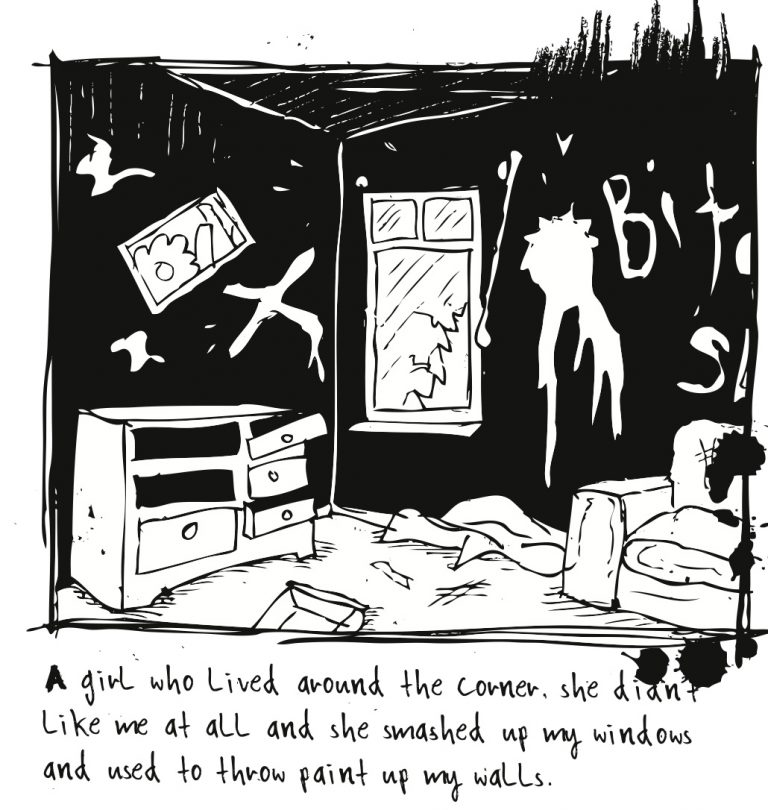 Bitc
SL
A girl who lived around the corner. she didn't
like me at all and she smashed up my windows
and used to throw paint up my walls.